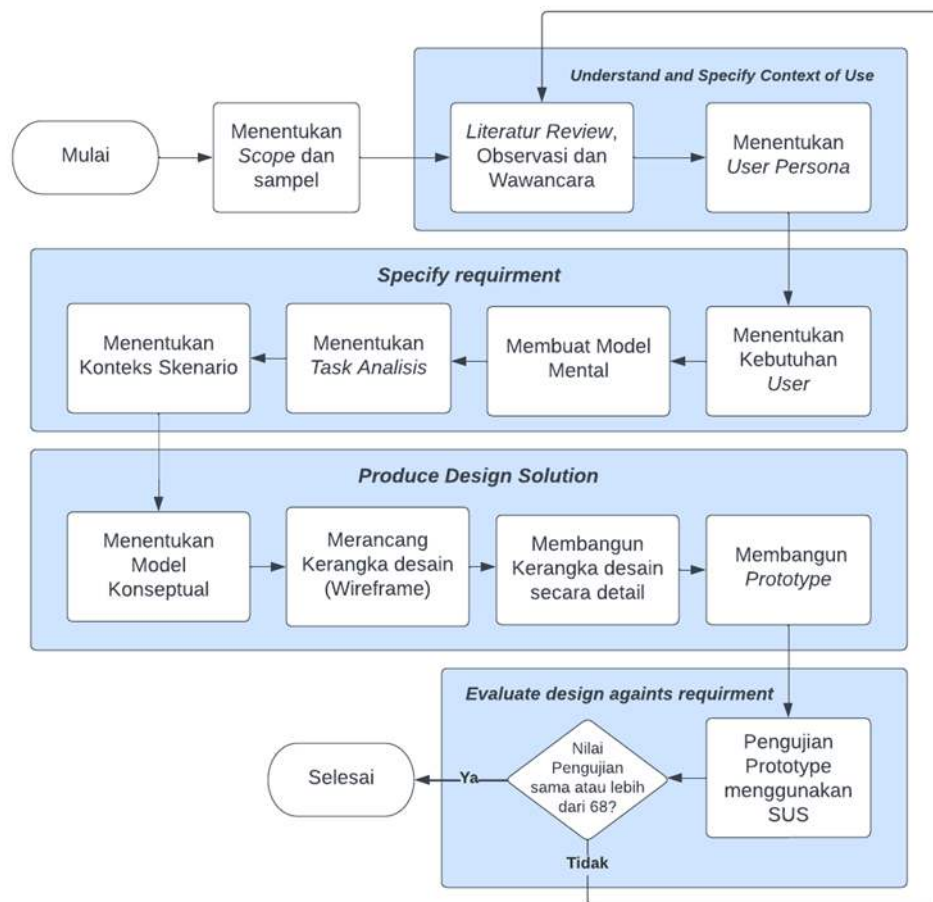 Understand and Specify Context of Use
Mulai
Menentukan
Scope dan
sampel
Literatur Review,
Observasi dan
Wawancara
Menentukan
User Persona
Specify requirment
Menentukan
Konteks Skenario
Menentukan
Task Analisis
Membuat Model
Mental
Menentukan
Kebutuhan
User
Produce Design Solution
Menentukan
Model
Konseptual
Merancang
Kerangka desain
(Wireframe)
Membangun
Kerangka desain
secara detail
Membangun
Prototype
Evaluate design againts requirment
Selesai
Ya
Nilai
Pengujian
sama atau lebih
dari 68?
Pengujian
Prototype
menggunakan
SUS
Tidak